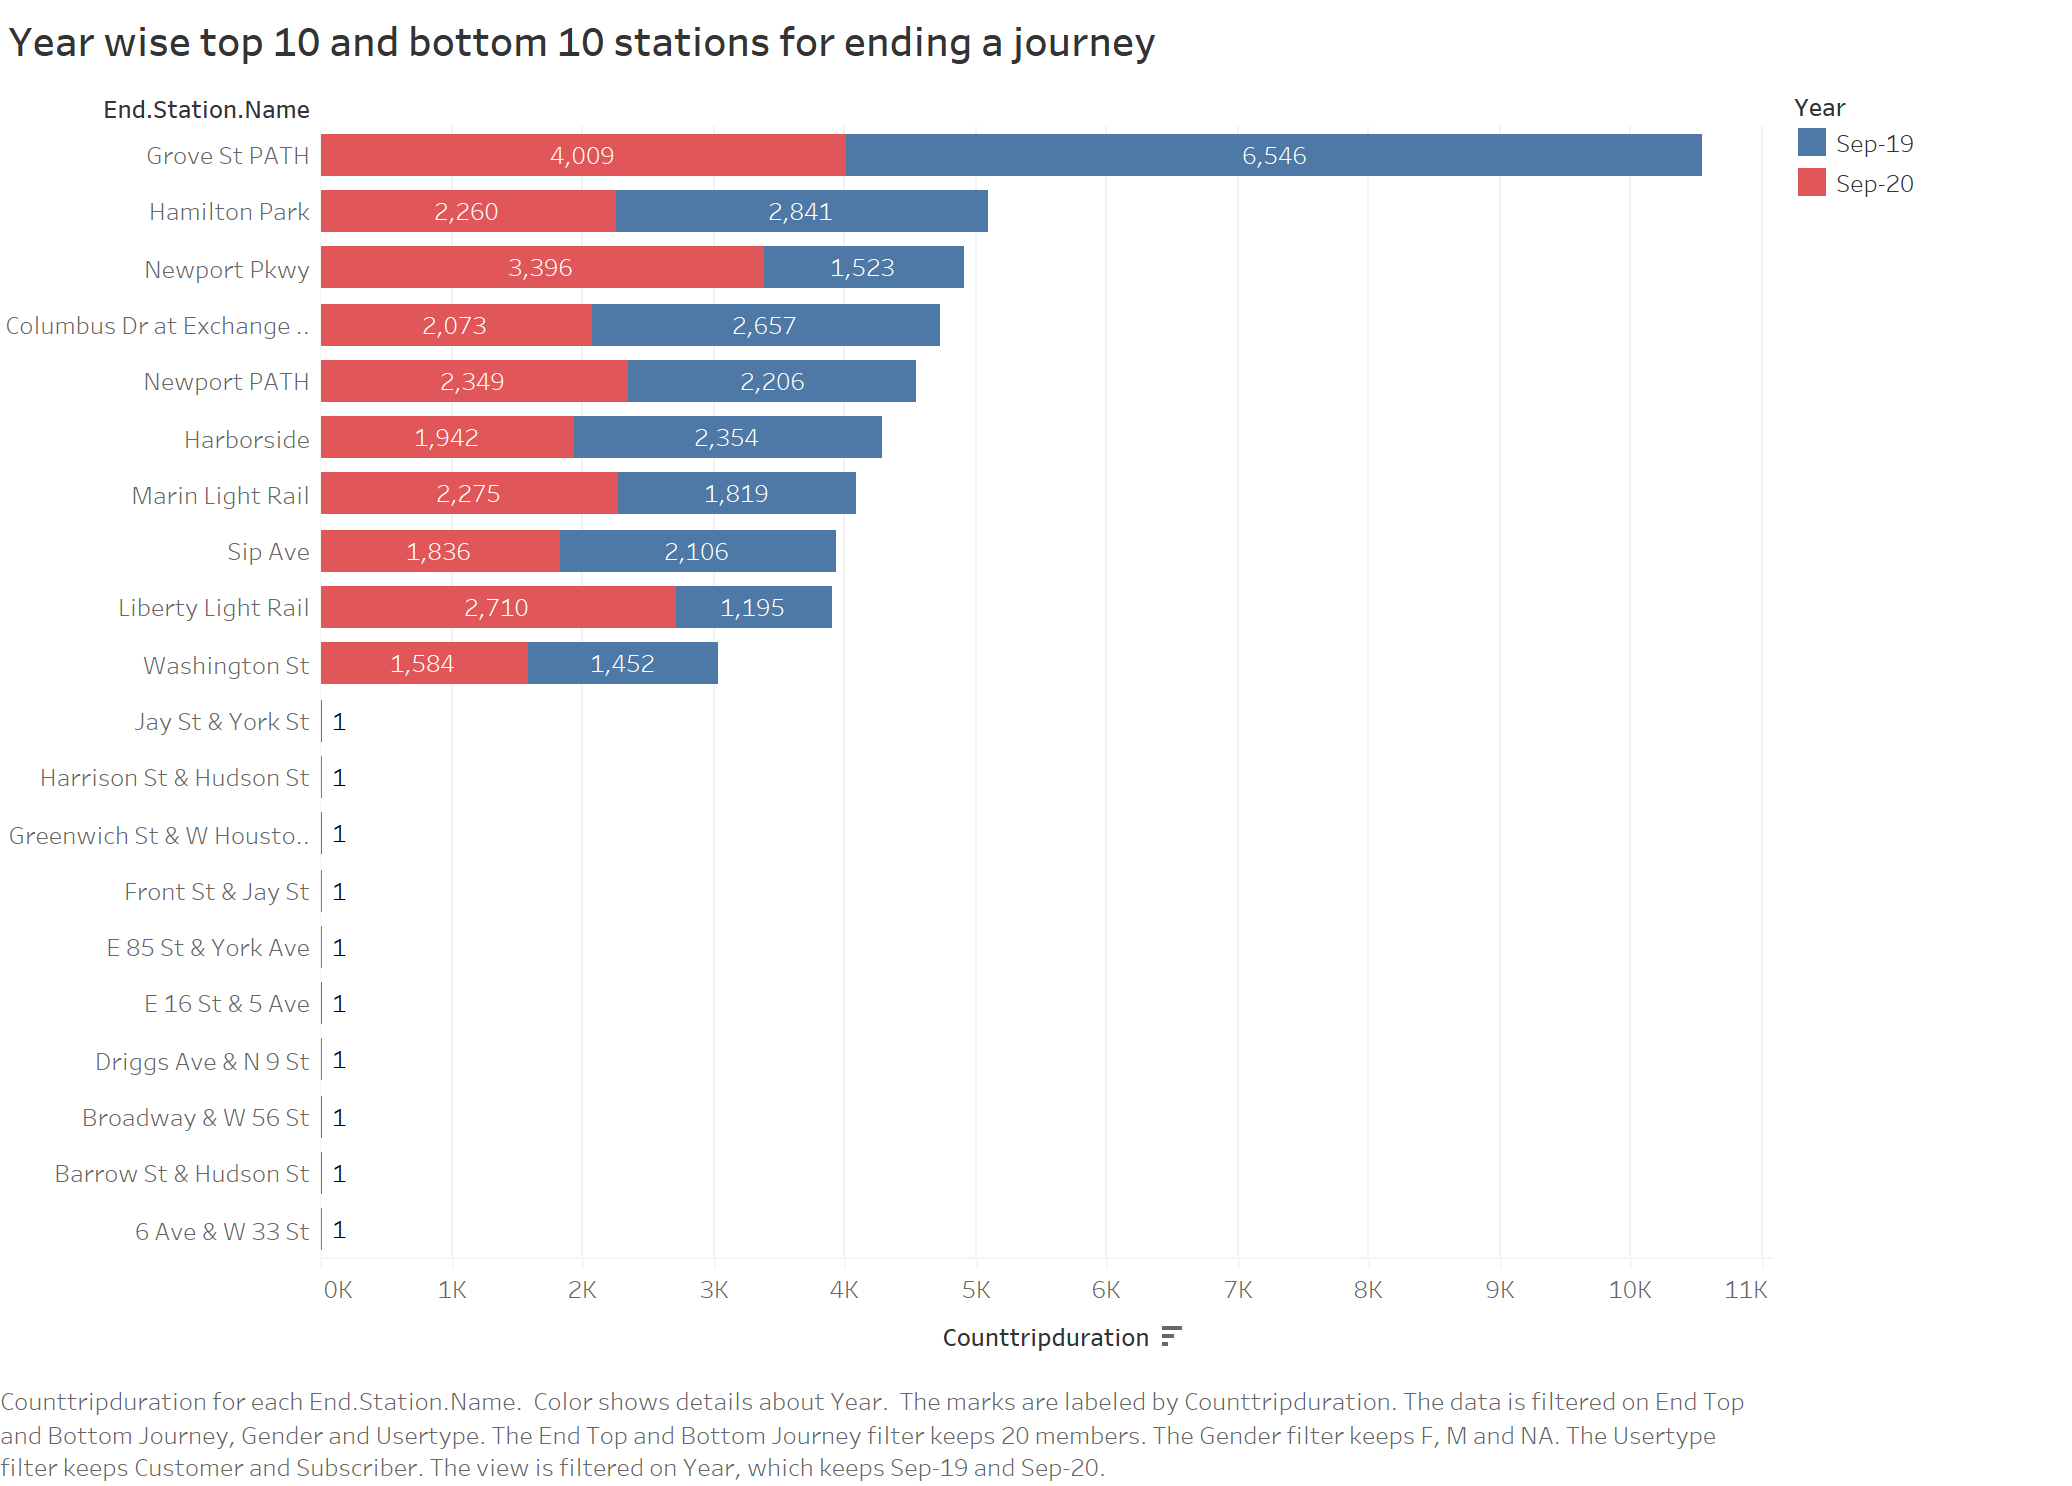 Year wise top 10 and bottom 10 stations for ending a journey
End.Station.Name
Year
Sep-19
Sep-20
Grove St PATH 4,009 6,546
Hamilton Park 2,260 2,841
Newport Pkwy 3,396 1,523
Columbus Dr at Exchange .. 2,073 2,657
Newport PATH 2,349 2,206
Harborside 1,942 2,354
Marin Light Rail 2,275 1,819
Sip Ave 1,836 2,106
Liberty Light Rail 2,710 1,195
Washington St 1,584 1,452
Jay St & York St 1
Harrison St & Hudson St 1
Greenwich St & W Housto.. 1
Front St & Jay St 1
E 85 St & York Ave 1
E 16 St & 5 Ave 1
Driggs Ave & N 9 St 1
Broadway & W 56 St 1
Barrow St & Hudson St 1
6 Ave & W 33 St 1
0K 1K 2K 3K 4K 5K 6K 7K 8K 9K 10K 11K
Counttripduration
Counttripduration for each End.Station.Name.  Color shows details about Year.  The marks are labeled by Counttripduration. The data is filtered on End Top
and Bottom Journey, Gender and Usertype. The End Top and Bottom Journey filter keeps 20 members. The Gender filter keeps F, M and NA. The Usertype
filter keeps Customer and Subscriber. The view is filtered on Year, which keeps Sep-19 and Sep-20.